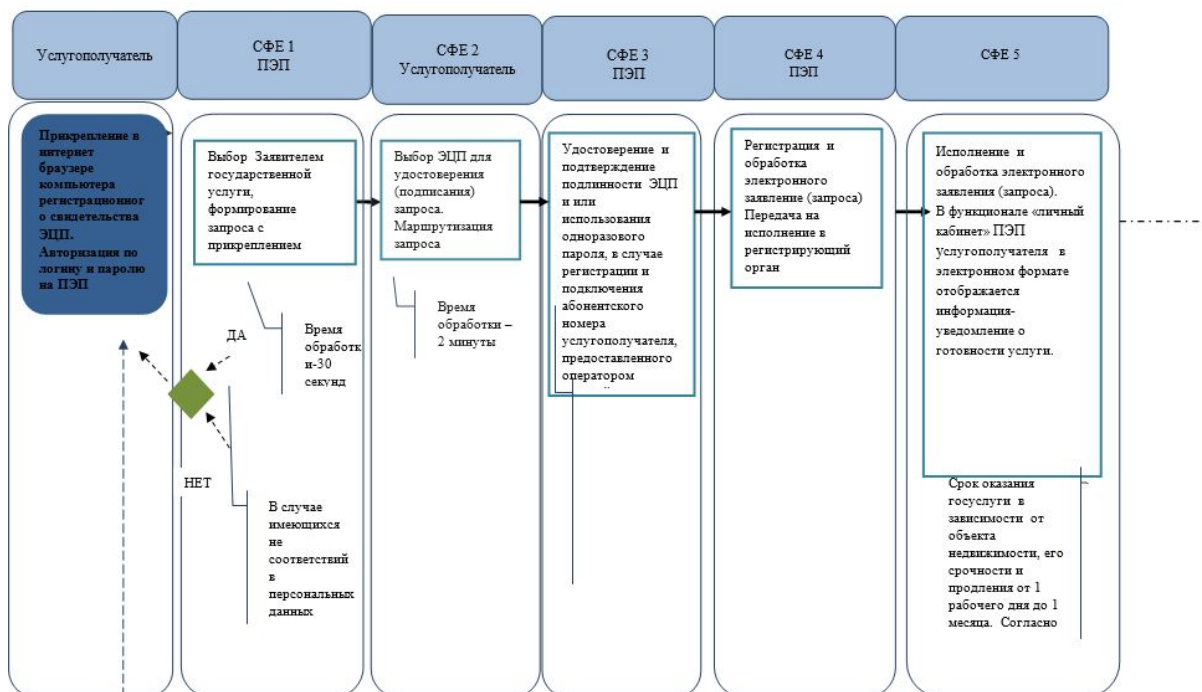 Услугополучатель
СФЕ 1
ПЭП
СФЕ 2
Услугополучатель
СФЕ 3
ПЭП
СФЕ 4
ПЭП
СФЕ 5
Прикрепление в
интернет
браузере
компьютера
регистрационног
о свидетельства
ЭЦП.
Авторизация по
логину и паролю
на ПЭП
Выбор Заявителем
государственной
услуги,
формирование
запроса с
прикреплением
Время
обработк
и-30
секунд
ДА
НЕТ
В случае
имеющихся
не
соответствий
в
персональных
данных
Выбор ЭЦП для
удостоверения
(подписания)
запроса.
Маршрутизация
запроса
Время
обработки –
2 минуты
Удостоверение и
подтверждение
подлинности ЭЦП
и или
использования
одноразового
пароля, в случае
регистрации и
подключения
абонентского
номера
услугополучателя,
предоставленного
оператором
Регистрация и
обработка
электронного
заявление (запроса)
Передача на
исполнение в
регистрирующий
орган
Исполнение и
обработка электронного
заявления (запроса).
В функционале «личный
кабинет» ПЭП
Услугополучателя в
электронном формате
отображается
информация-
уведомление о
готовности услуги.
Срок оказания
госуслуги в
зависимости от
объекта
недвижимости, его
срочности и
продления от 1
рабочего дня до 1
месяца. Согласно